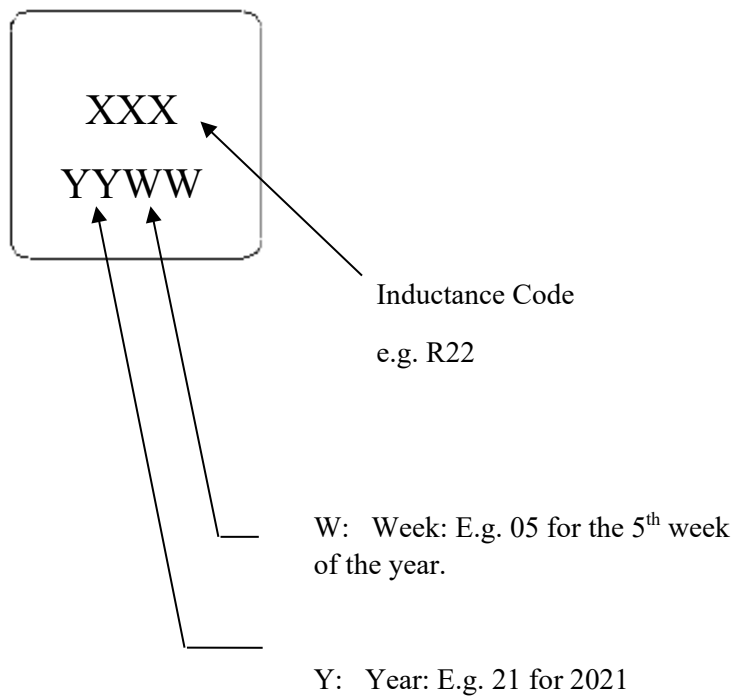 XXX
YYWW
Inductance Code
e.g. R22
W: Week: E.g. 05 for the 5th week
of the year.
Y: Year: E.g. 21 for 2021